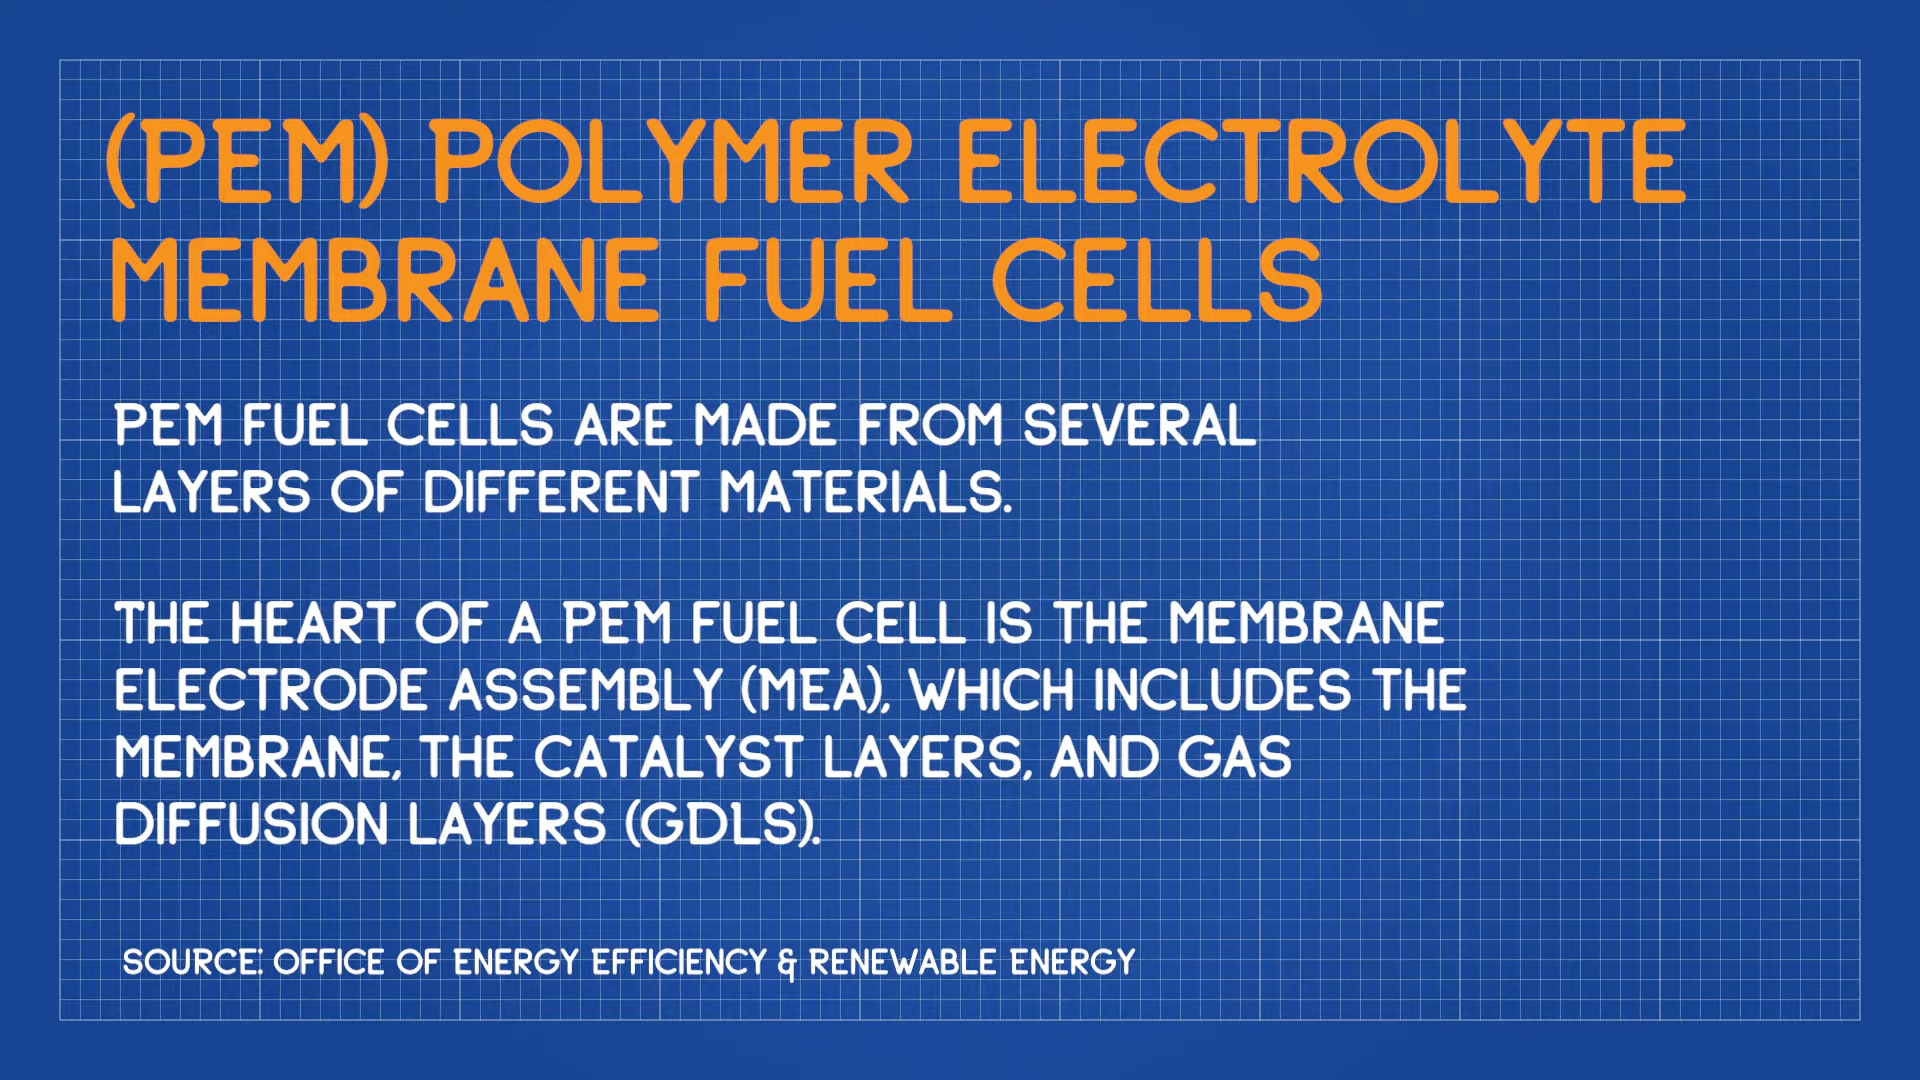 (PEM) POLYMER ELECTROLYTE
MEMBRANE FUEL CELLS
PEM FUEL CELLS ARE MADE FROM SEVERAL
LAYERS OF DIFFERENT MATERIALS.
THE HEART OF A PEM FUEL CELL IS THE MEMBRANE
ELECTRODE ASSEMBLY (MEA), WHICH INCLUDES THE
MEMBRANE, THE CATALYST LAYERS, AND GAS
DIFFUSION LAYERS (GDLS).
SOURCE: OFFICE OF ENERGY EFFICIENCY & RENEWABLE ENERGY